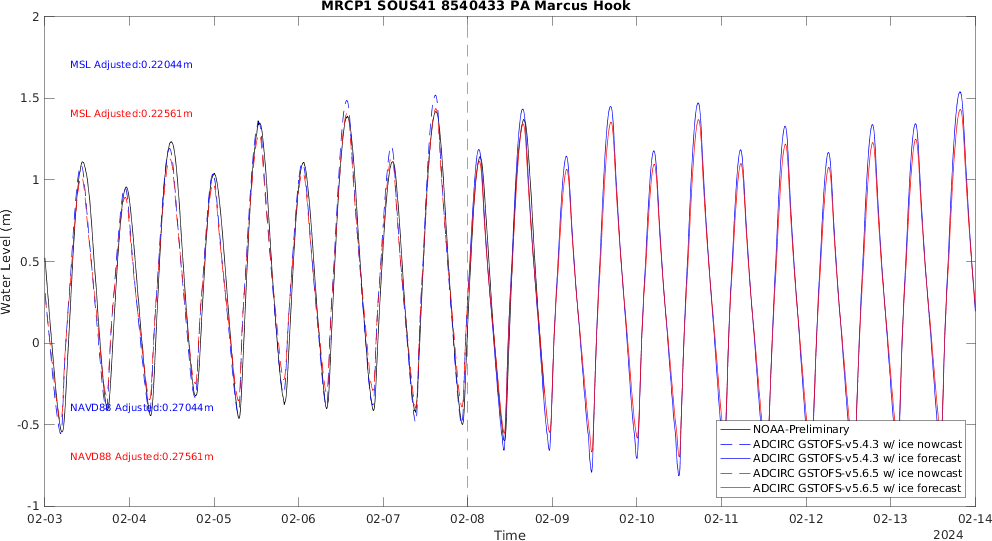 MRCP1 SOUS41 8540433 PA Marcus Hook
2
1.5
1
0.5
0
-0.5
-1
Water Level (m)
MSL Adjusted:0.22044m
MSL Adjusted:0.22561m
NAVD88 Adjusted:0.27044m
NAVD88 Adjusted:0.27561m
NOAA-Preliminary
ADCIRC GSTOFS-v5.4.3 w/ ice nowcast
ADCIRC GSTOFS-v5.4.3 w/ ice forecast
ADCIRC GSTOFS-v5.6.5 w/ ice nowcast
ADCIRC GSTOFS-v5.6.5 w/ ice forecast
02-03 02-04 02-05 02-06 02-07 02-08 02-09 02-10 02-11 02-12 02-13 02-14
Time
2024